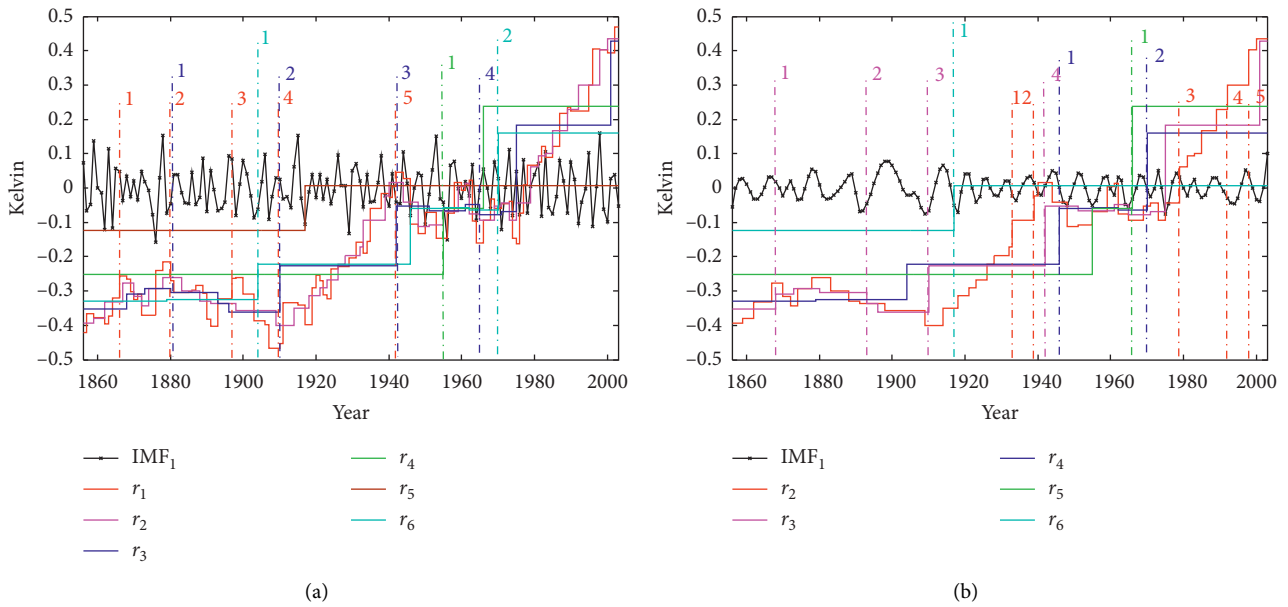 0.5
0.4
0.3
0.2
0.1
0
−0.1
−0.2
−0.3
−0.4
−0.5
Kelvin
1860 1880 1900 1920 1940 1960 1980 2000
Year
1 2 3 4 5
1 2 3 4
1
1 2
IMF1
r1
r2
r3
r4
r5
r6
(a)
0.5
0.4
0.3
0.2
0.1
0
−0.1
−0.2
−0.3
−0.4
−0.5
Kelvin
1860 1880 1900 1920 1940 1960 1980 2000
Year
1 2 3 4
1
12 3 4 5
1 2
1
IMF1
r2
r3
r4
r5
r6
(b)